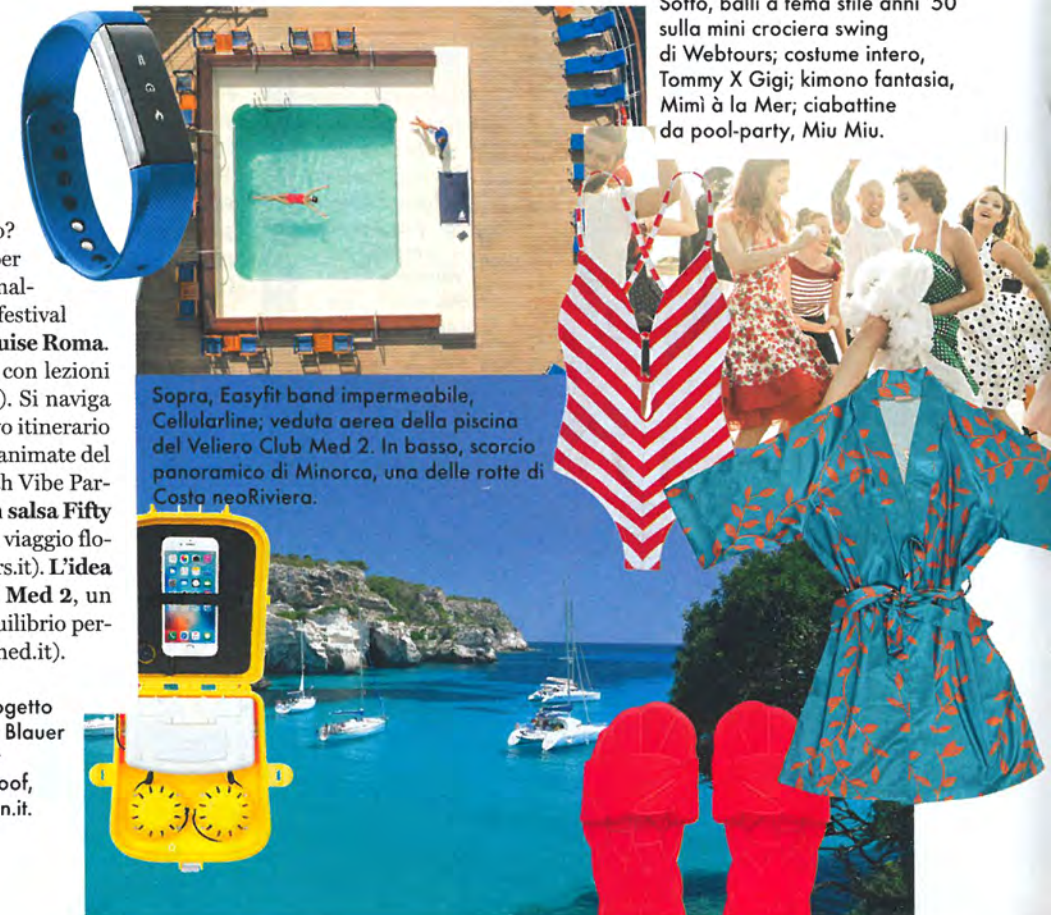 o?
er
nal-
festival
uise Roma.
con lezioni
). Si naviga
vo itinerario
animate del
h Vibe Par-
salsa Fifty
viaggio flo-
rs.it). L'idea
Med 2, un
uilibrio per-
ned.it).
ogetto
Blauer
oof,
n.it.
Sopra, Easyfit band impermeabile,
Cellularline; veduta aerea della piscina
del Veliero Club Med 2. In basso, scorcio
panoramico di Minorca, una delle rotte di
Costa neoRiviera.
Sotto, balli a tema stile anni '50
sulla mini crociera swing
di Webtours; costume intero,
Tommy X Gigi; kimono fantasia,
Mimì à la Mer; ciabattine
da pool-party, Miu Miu.